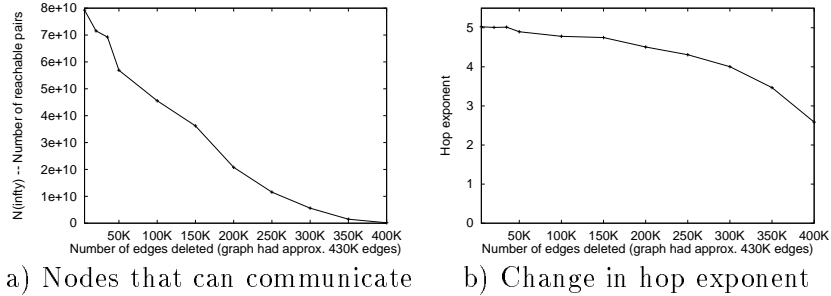 8e+10
7e+10
6e+10
5e+10
4e+10
3e+10
2e+10
1e+10
0
N(infty) -- Number of reachable pairs
50K 100K 150K 200K 250K 300K 350K 400K
Number of edges deleted (graph had approx. 430K edges)
a) Nodes that can communicate
5
4
3
2
1
0
Hop exponent
50K 100K 150K 200K 250K 300K 350K 400K
Number of edges deleted (graph had approx. 430K edges)
b) Change in hop exponent